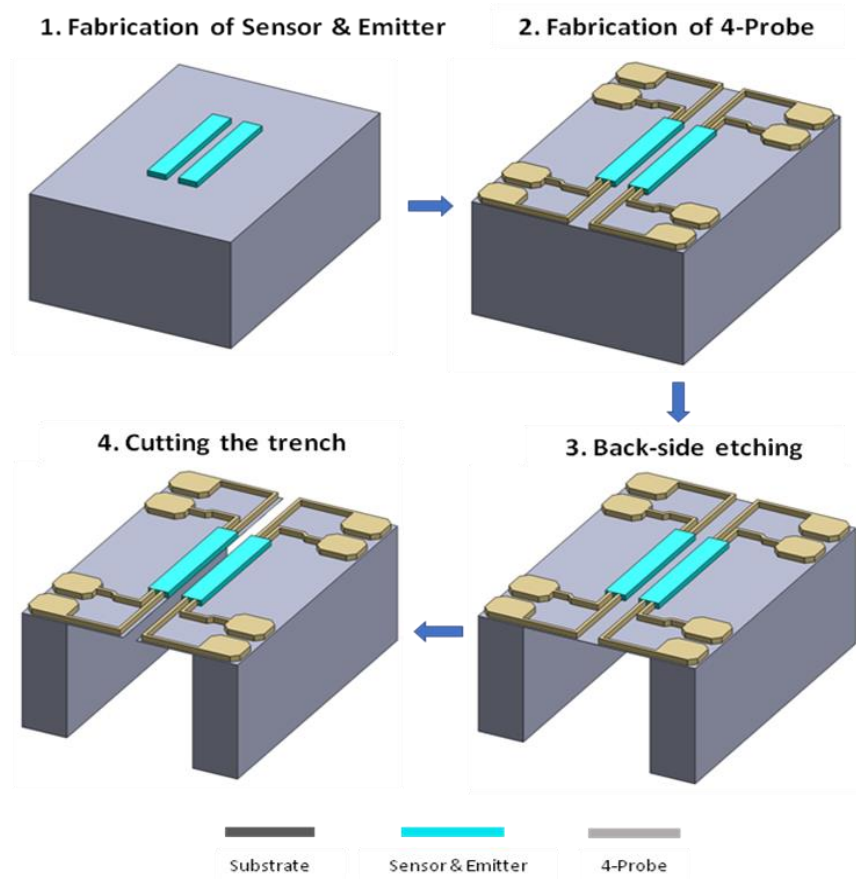 1. Fabrication of Sensor & Emitter
2. Fabrication of 4-Probe
3. Back-side etching
4. Cutting the trench
Substrate
Sensor & Emitter
4-Probe